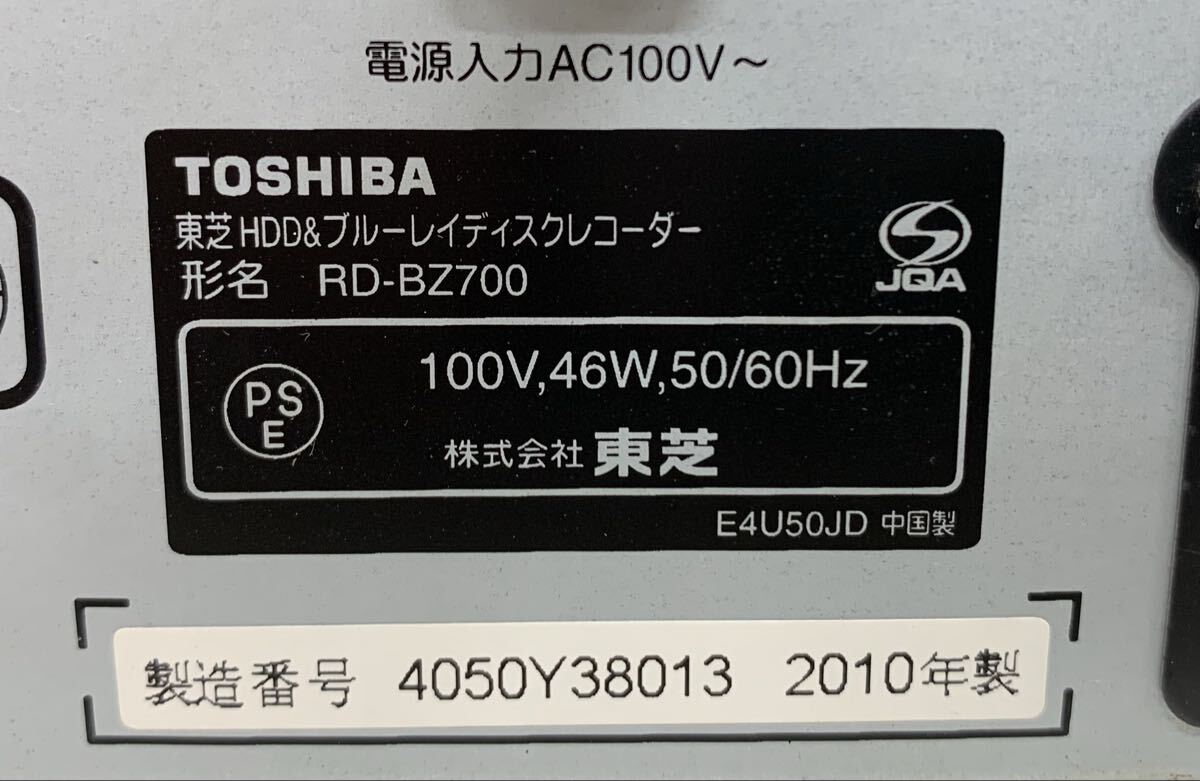 電源入力AC100V～
TOSHIBA
東芝HDD&ブルーレイディスクレコーダー
形名 RD-BZ700
JQA
PS
E
100V,46W,50/60Hz
株式会社 東芝
E4U50JD 中国製
製造番号 4050Y38013 2010年製